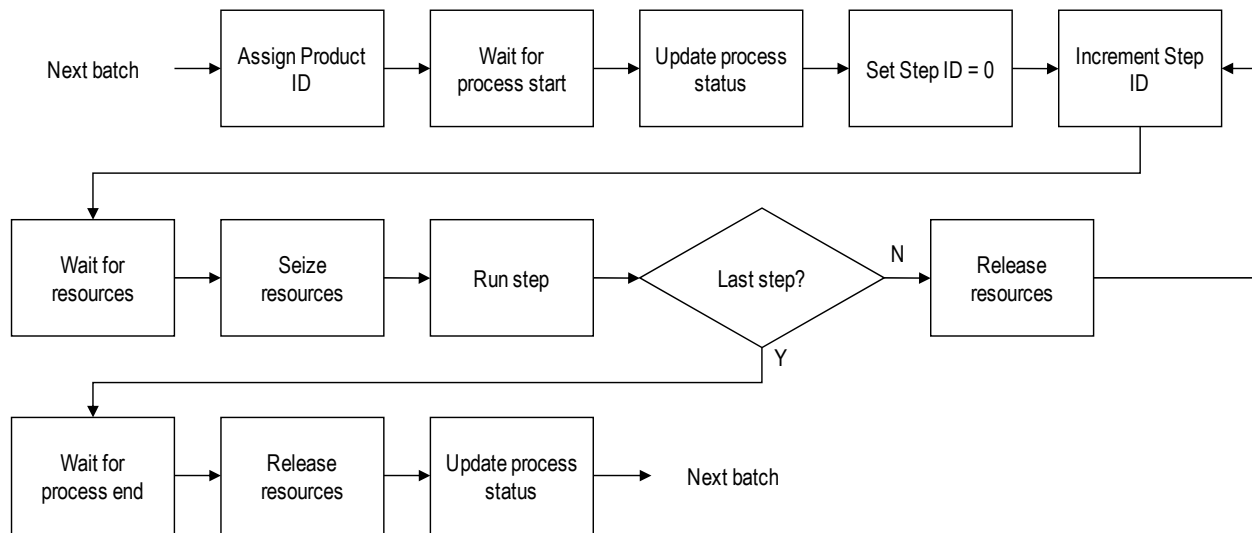 Next batch
Assign Product
ID
Wait for
process start
Update process
status
Set Step ID = 0
Increment Step
ID
Wait for
resources
Seize
resources
Run step
Last step?
N
Release
resources
Y
Wait for
process end
Release
resources
Update process
status
Next batch